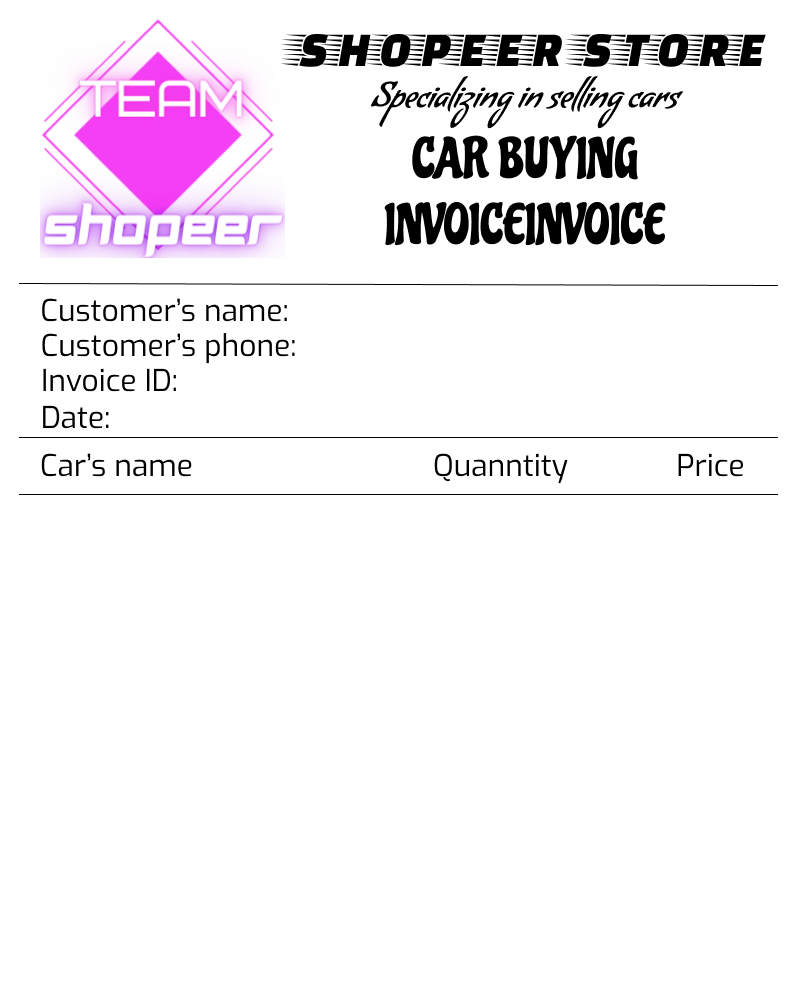 TEAM
shopeer
SHOPEER STORE
Specializing in selling cars
CAR BUYING
INVOICEINVOICE
Customer’s name:
Customer’s phone:
Invoice ID:
Date:
Car’s name Quanntity Price